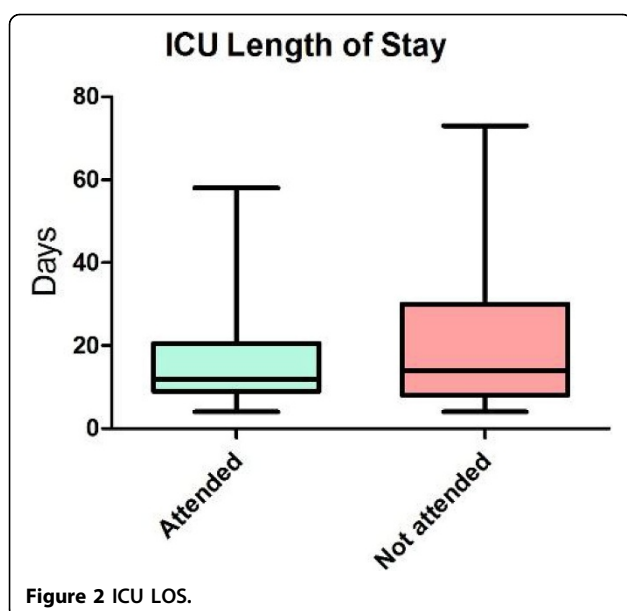 ICU Length of Stay
80
60
40
20
0
Days
Attended
Not attended
Figure 2 ICU LOS.